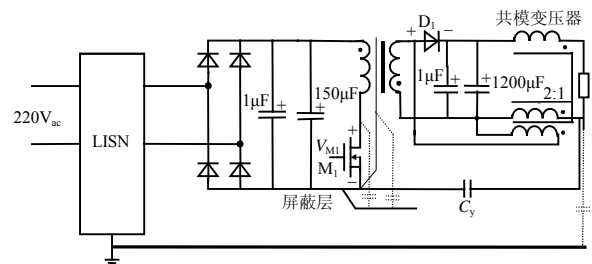 共模变压器
+ D₁ −
1μF + 150μF +
1μF + + 1200μF
2:1
220Vac
LISN
VM1 +
M₁ −
屏蔽层
Cy